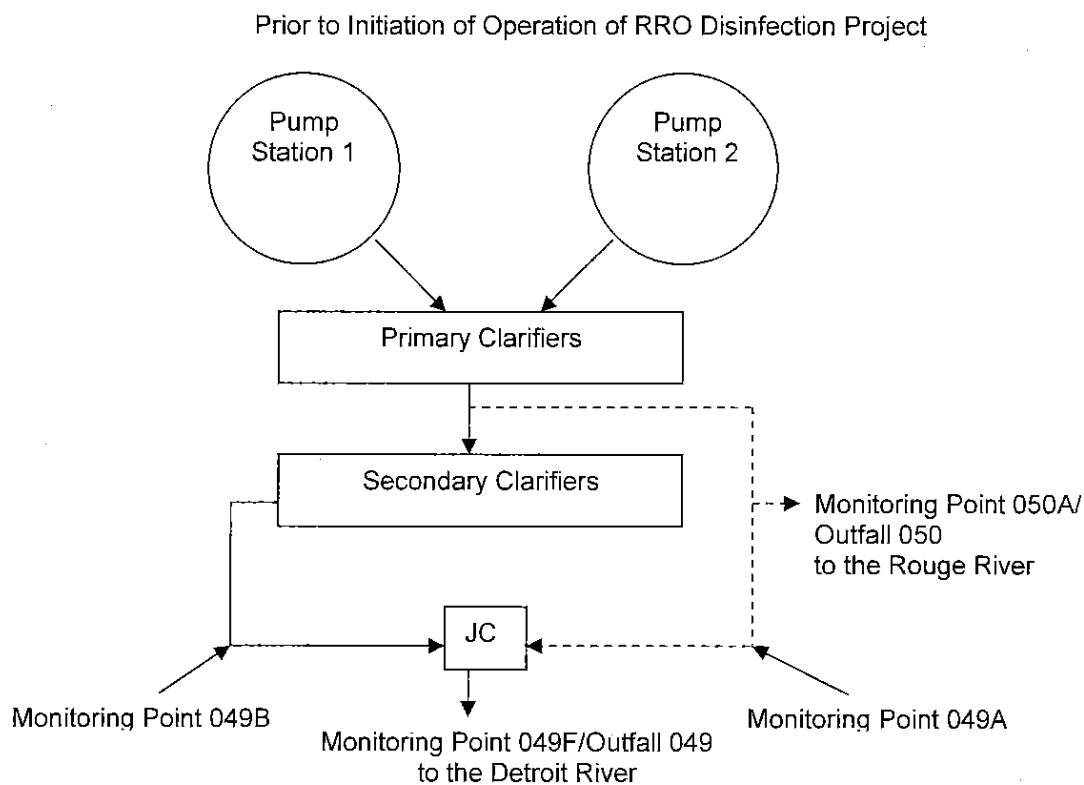 Prior to Initiation of Operation of RRO Disinfection Project
Pump
Station 1
Pump
Station 2
Primary Clarifiers
Secondary Clarifiers
Monitoring Point 050A/
Outfall 050
to the Rouge River
JC
Monitoring Point 049B
Monitoring Point 049A
Monitoring Point 049F/Outfall 049
to the Detroit River